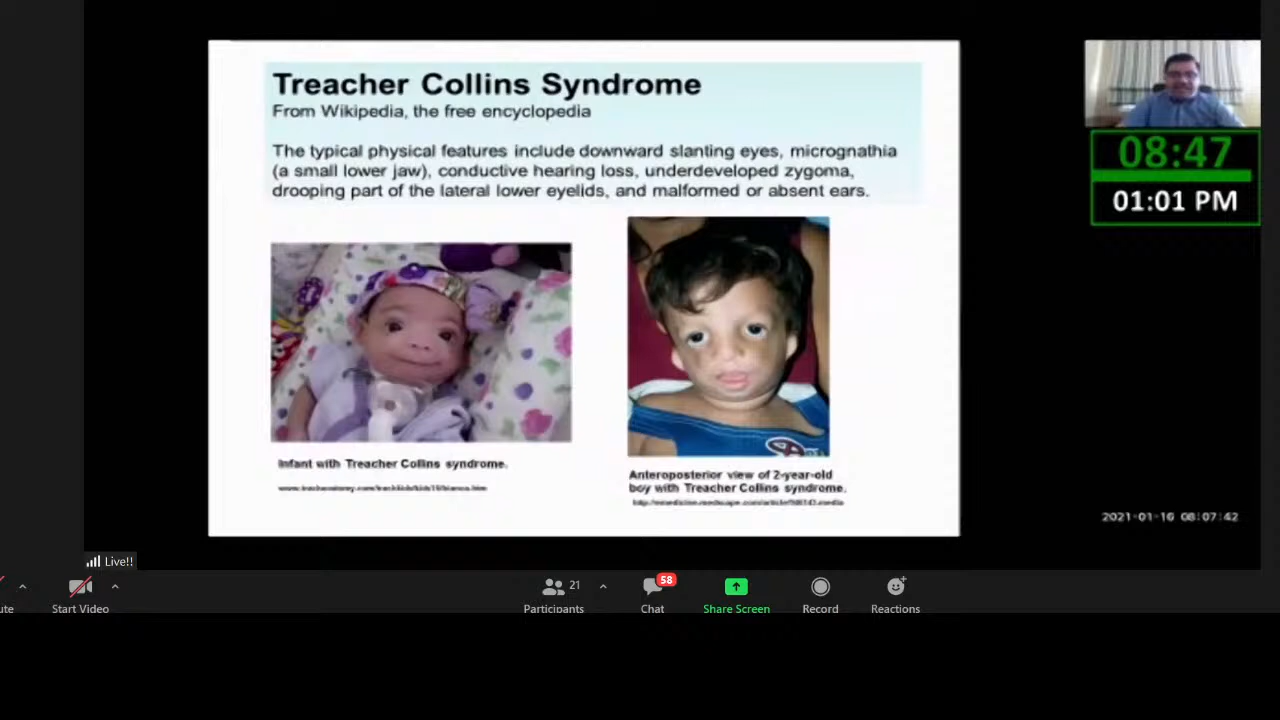 Treacher Collins Syndrome
From Wikipedia, the free encyclopedia
The typical physical features include downward slanting eyes, micrognathia
(a small lower jaw), conductive hearing loss, underdeveloped zygoma,
drooping part of the lateral lower eyelids, and malformed or absent ears.
Infant with Treacher Collins syndrome.
Anteroposterior view of 2-year-old
boy with Treacher Collins syndrome.
08:47
01:01 PM
2021-01-16 08:07:42
Live!!
ute
Start Video
21
Participants
58
Chat
Share Screen
Record
Reactions